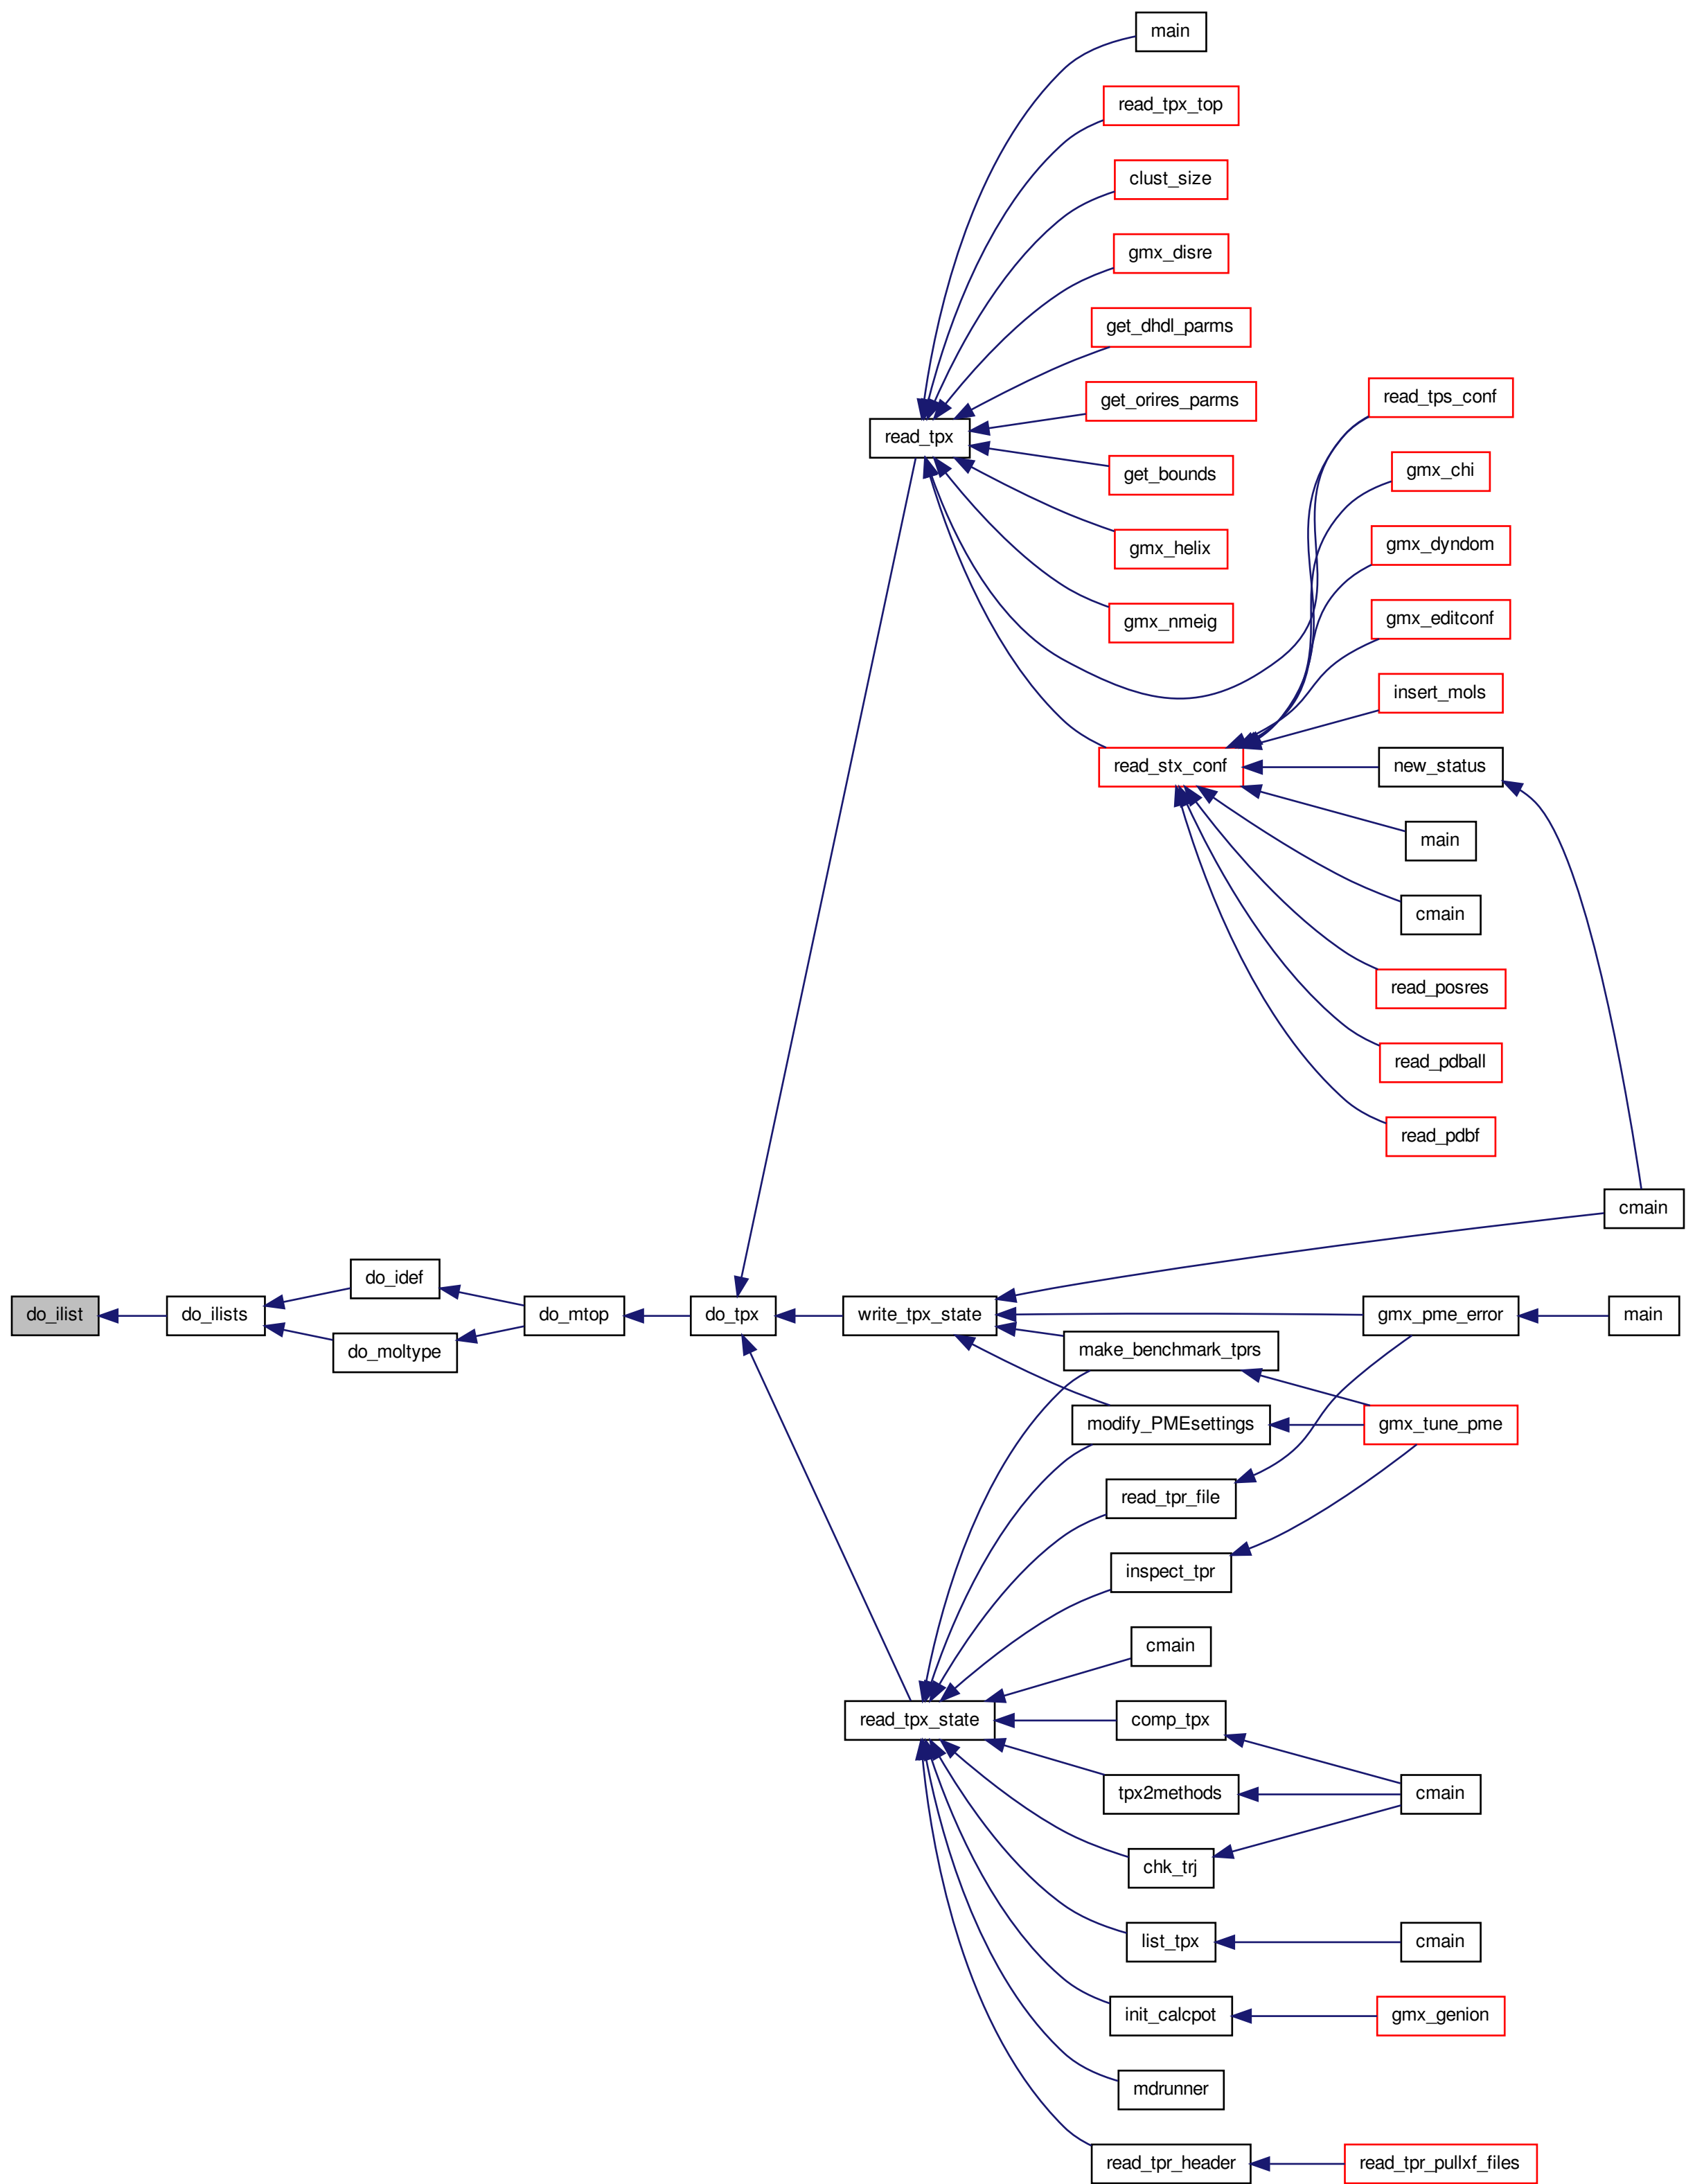 main
read_tpx_top
clust_size
gmx_disre
get_dhdl_parms
read_tps_conf
get_orires_parms
read_tpx
gmx_chi
get_bounds
gmx_dyndom
gmx_helix
gmx_editconf
gmx_nmeig
insert_mols
read_stx_conf
new_status
main
cmain
read_posres
read_pdball
read_pdbf
cmain
do_idef
do_ilist
do_ilists
do_mtop
do_tpx
write_tpx_state
gmx_pme_error
main
do_moltype
make_benchmark_tprs
modify_PMEsettings
gmx_tune_pme
read_tpr_file
inspect_tpr
cmain
read_tpx_state
comp_tpx
tpx2methods
cmain
chk_trj
list_tpx
cmain
init_calcpot
gmx_genion
mdrunner
read_tpr_header
read_tpr_pullxf_files